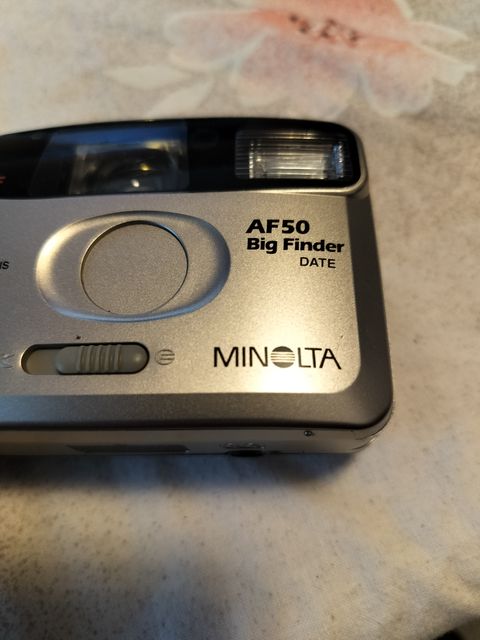 AF50
Big Finder
DATE
MINOLTA